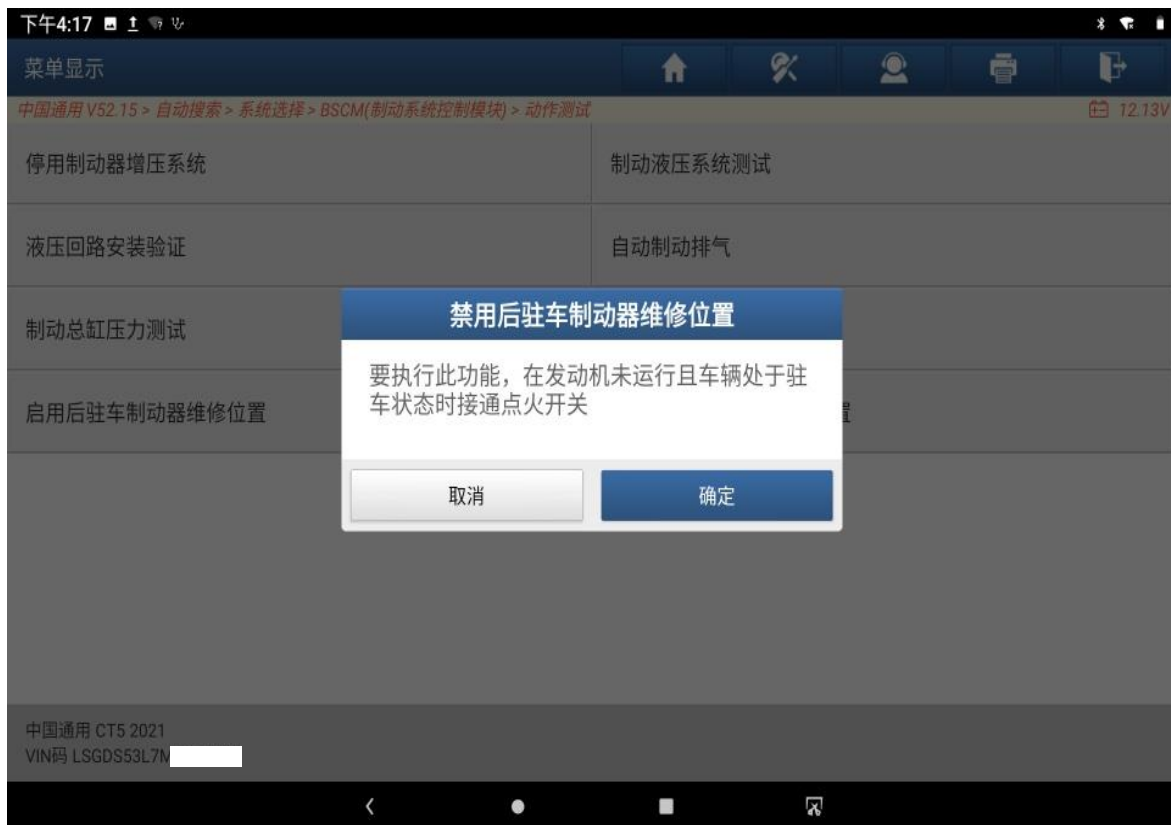 下午4:17
菜单显示
中国通用 V52.15 > 自动搜索 > 系统选择 > BSCM(制动系统控制模块) > 动作测试
12.13V
停用制动器增压系统
制动液压系统测试
液压回路安装验证
自动制动排气
制动总缸压力测试
启用后驻车制动器维修位置
置
禁用后驻车制动器维修位置
要执行此功能，在发动机未运行且车辆处于驻
车状态时接通点火开关
取消
确定
中国通用 CT5 2021
VIN码 LSGDS53L7M